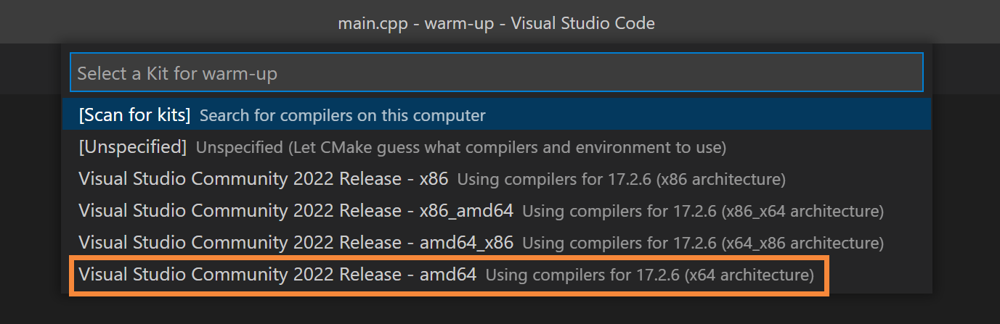 main.cpp - warm-up - Visual Studio Code
Select a Kit for warm-up
[Scan for kits] Search for compilers on this computer
[Unspecified] Unspecified (Let CMake guess what compilers and environment to use)
Visual Studio Community 2022 Release - x86 Using compilers for 17.2.6 (x86 architecture)
Visual Studio Community 2022 Release - x86_amd64 Using compilers for 17.2.6 (x86_x64 architecture)
Visual Studio Community 2022 Release - amd64_x86 Using compilers for 17.2.6 (x64_x86 architecture)
Visual Studio Community 2022 Release - amd64 Using compilers for 17.2.6 (x64 architecture)